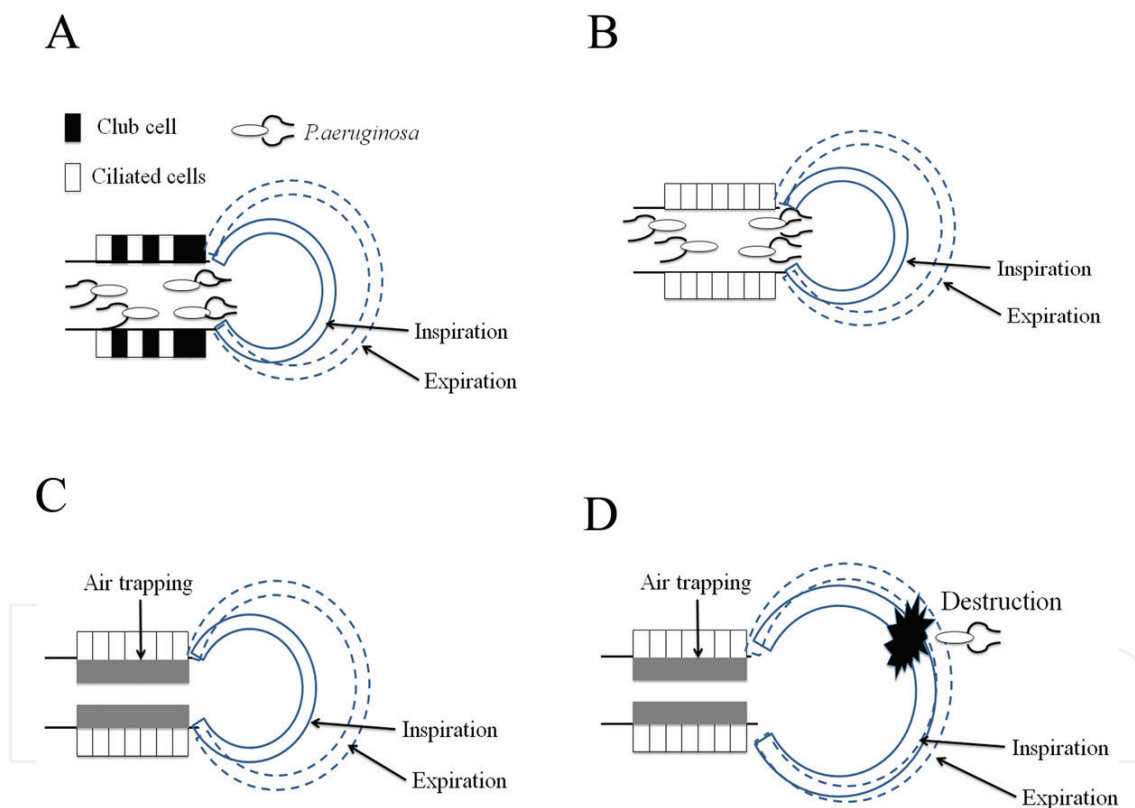 A
Club cell
P.aeruginosa
Ciliated cells
Inspiration
Expiration
B
Inspiration
Expiration
C
Air trapping
Inspiration
Expiration
D
Air trapping
Destruction
Inspiration
Expiration